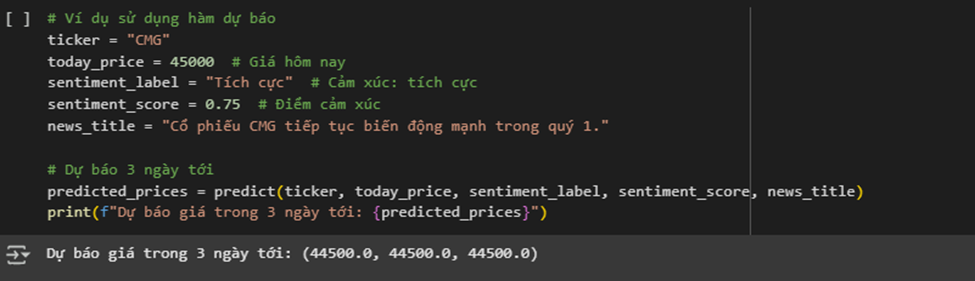 [ ] # Ví dụ sử dụng hàm dự báo
ticker = "CMG"
today_price = 45000 # Giá hôm nay
sentiment_label = "Tích cực" # Cảm xúc: tích cực
sentiment_score = 0.75 # Điểm cảm xúc
news_title = "Cổ phiếu CMG tiếp tục biến động mạnh trong quý 1."
# Dự báo 3 ngày tới
predicted_prices = predict(ticker, today_price, sentiment_label, sentiment_score, news_title)
print(f"Dự báo giá trong 3 ngày tới: {predicted_prices}")
Dự báo giá trong 3 ngày tới: (44500.0, 44500.0, 44500.0)